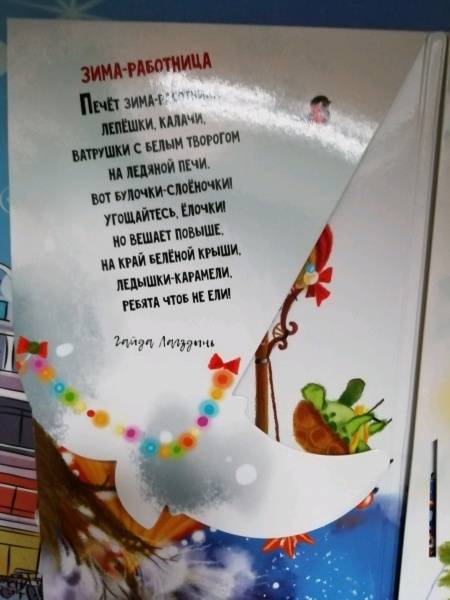 ЗИМА-РАБОТНИЦА
ПЕЧЁТ ЗИМА-РАБОТНИЦА
ЛЕПЁШКИ, КАЛАЧИ,
ВАТРУШКИ С БЕЛЫМ ТВОРОГОМ
НА ЛЕДЯНОЙ ПЕЧИ.
ВОТ БУЛОЧКИ-СЛОЁНОЧКИ!
УГОЩАЙТЕСЬ, ЁЛОЧКИ!
НО ВЕШАЕТ ПОВЫШЕ,
НА КРАЙ БЕЛЁНОЙ КРЫШИ,
ЛЕДЫШКИ-КАРАМЕЛИ,
РЕБЯТА ЧТОБ НЕ ЕЛИ!
Гайда Лагздынь